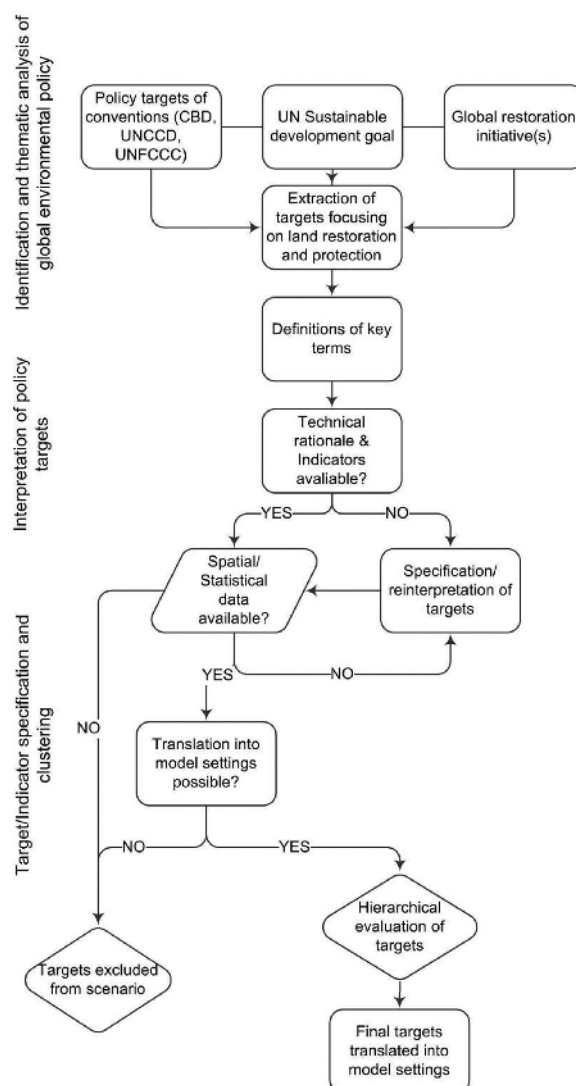 Identification and thematic analysis of
global environmental policy
Policy targets of
conventions (CBD,
UNCCD,
UNFCCC)
UN Sustainable
development goal
Global restoration
initiative(s)
Extraction of
targets focusing
on land restoration
and protection
Definitions of key
terms
Interpretation of policy
targets
Technical
rationale &
Indicators
avaliable?
YES
NO
Spatial/
Statistical
data
available?
Specification/
reinterpretation of
targets
Target/Indicator specification and
clustering
NO
YES
NO
Translation into
model settings
possible?
NO
YES
Hierarchical
evaluation of
targets
Targets excluded
from scenario
Final targets
translated into
model settings